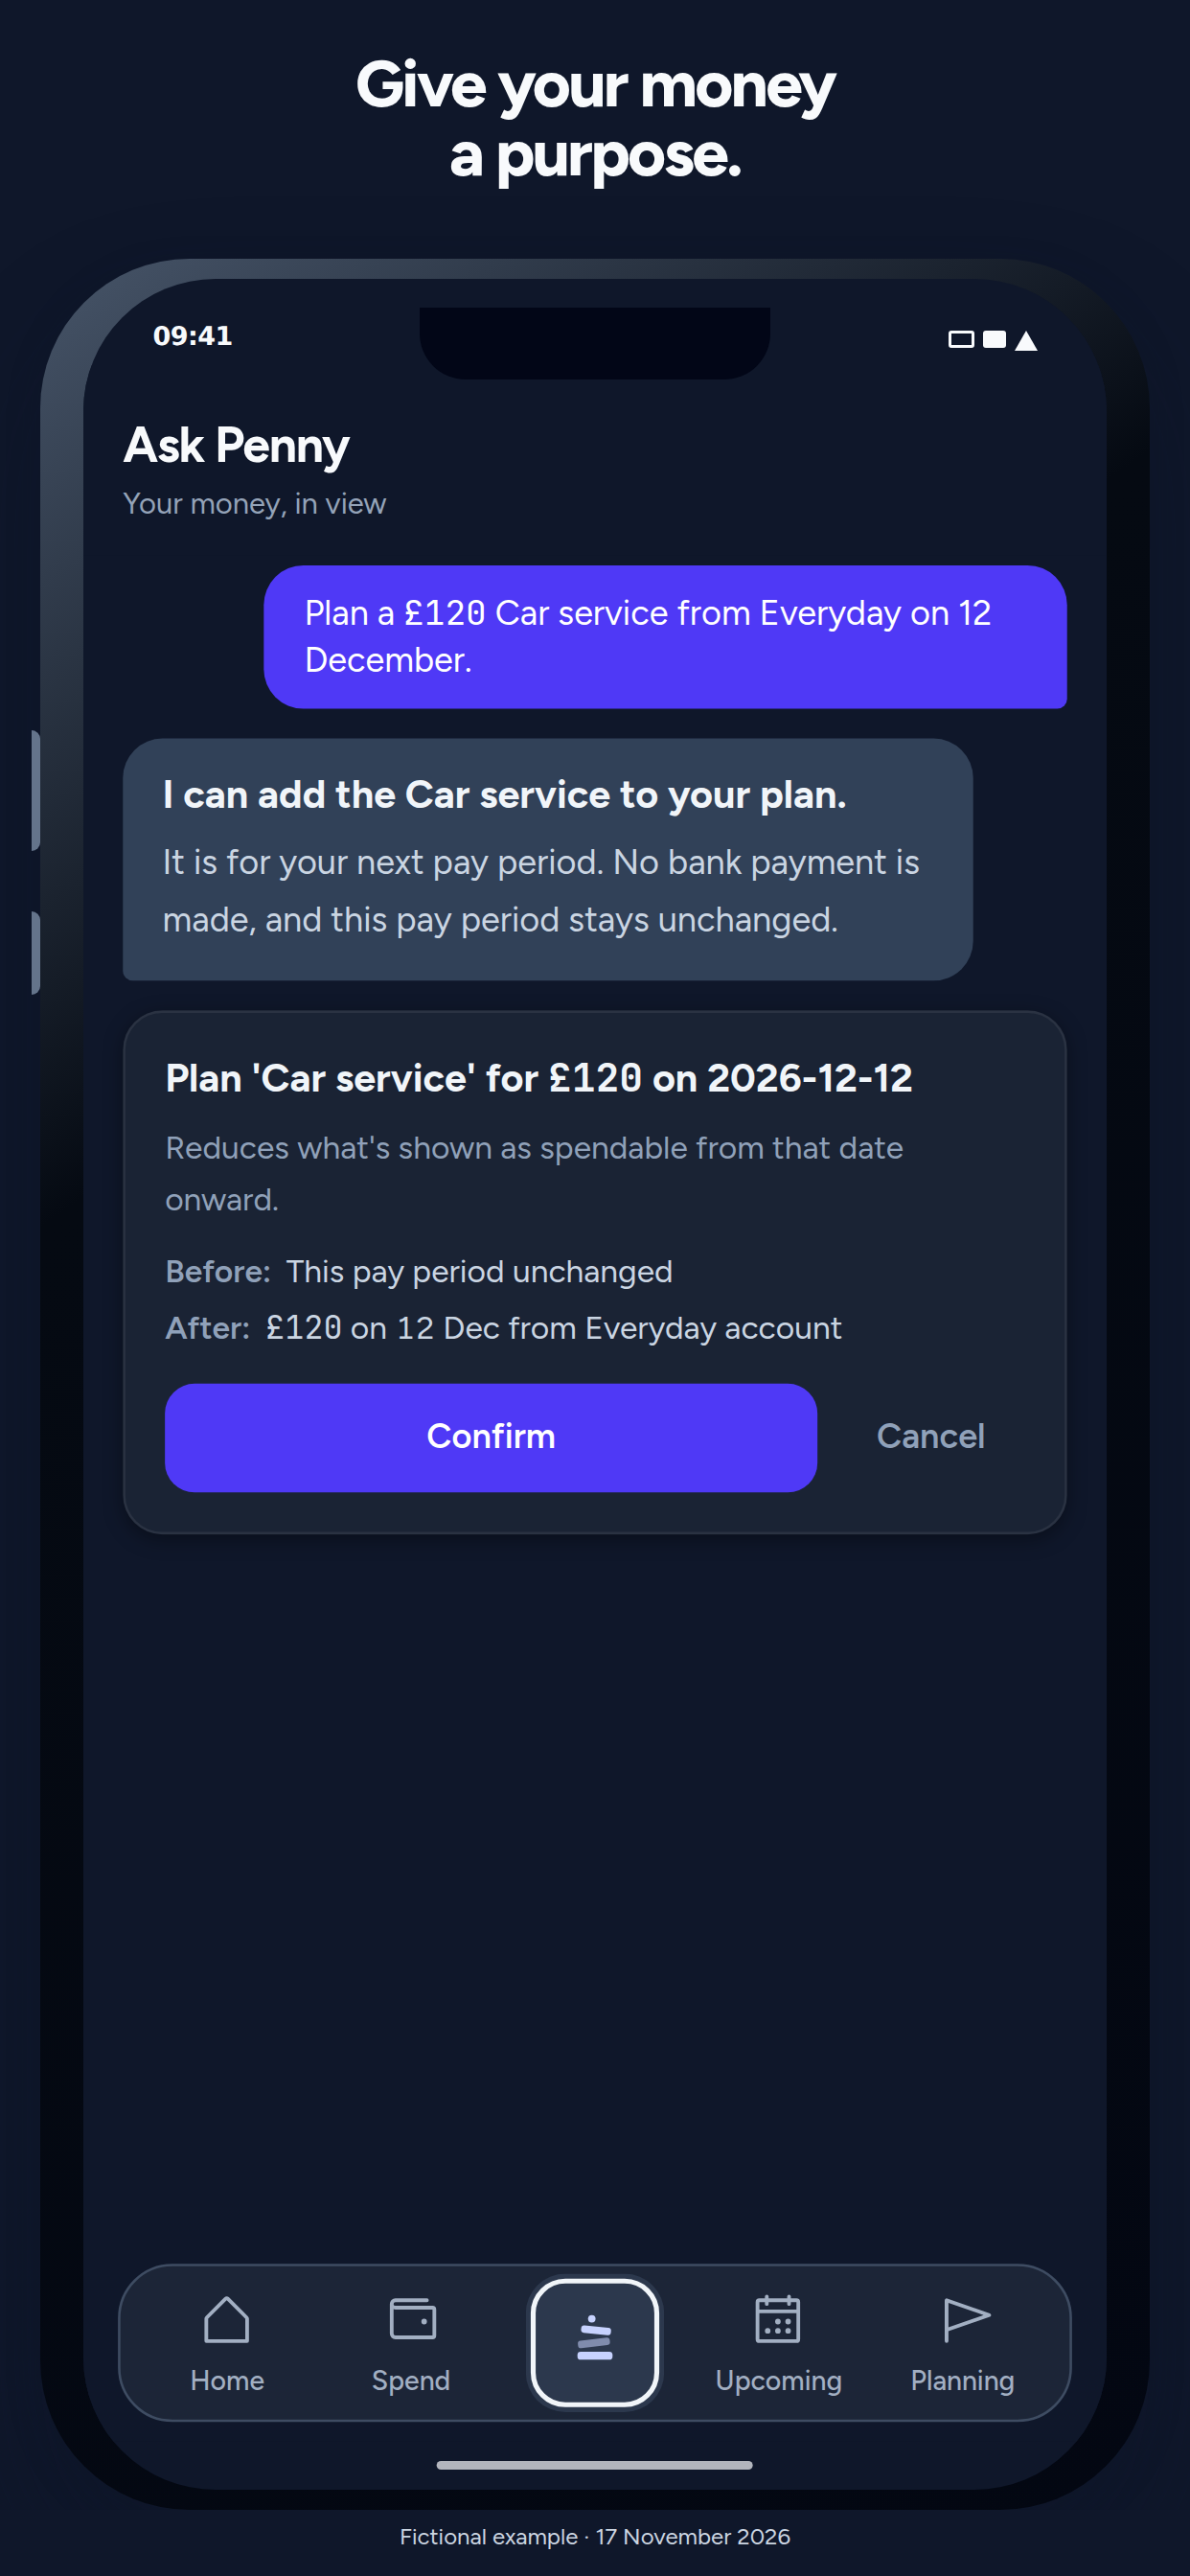 Give your money
a purpose.
09:41
Ask Penny
Your money, in view
Plan a £120 Car service from Everyday on 12
December.
I can add the Car service to your plan.
It is for your next pay period. No bank payment is
made, and this pay period stays unchanged.
Plan 'Car service' for £120 on 2026-12-12
Reduces what's shown as spendable from that date
onward.
Before: This pay period unchanged
After: £120 on 12 Dec from Everyday account
Confirm Cancel
Home Spend Upcoming Planning
Fictional example · 17 November 2026